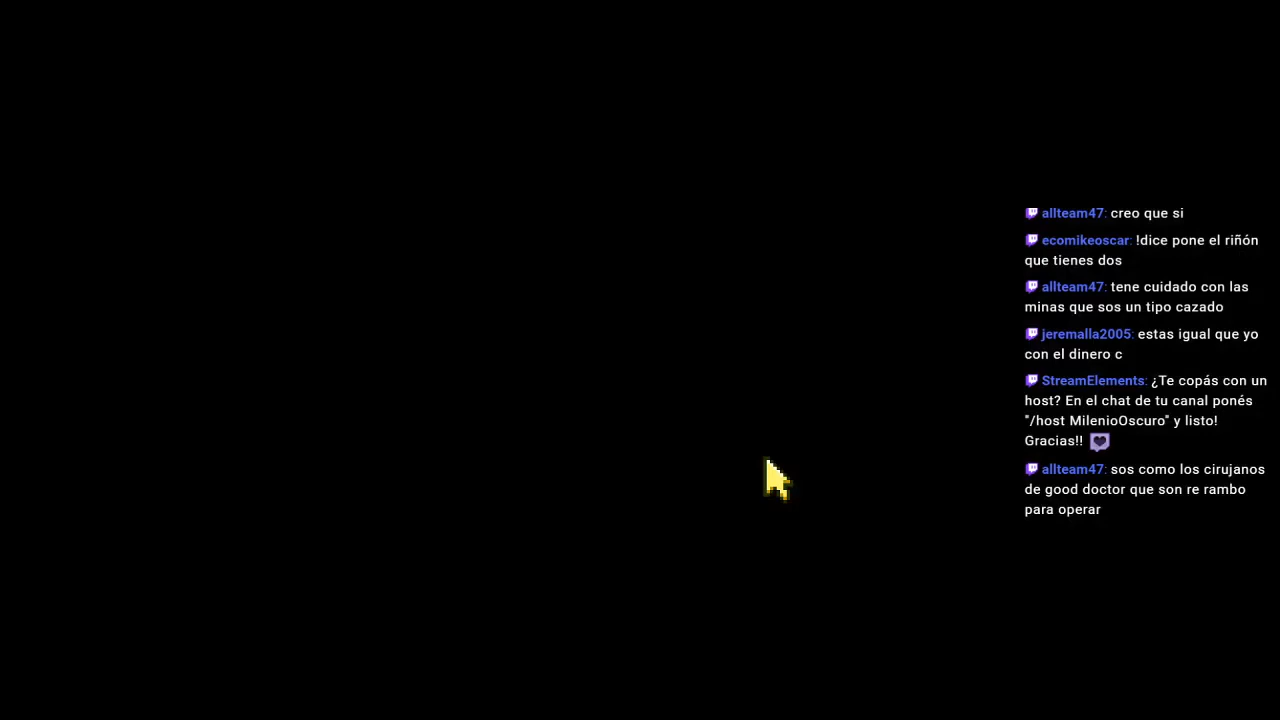 allteam47: creo que si
ecomikeoscar: !dice pone el riñón
que tienes dos
allteam47: tene cuidado con las
minas que sos un tipo cazado
jeremalla2005: estas igual que yo
con el dinero c
StreamElements: ¿Te copás con un
host? En el chat de tu canal ponés
"/host MilenioOscuro" y listo!
Gracias!!
allteam47: sos como los cirujanos
de good doctor que son re rambo
para operar